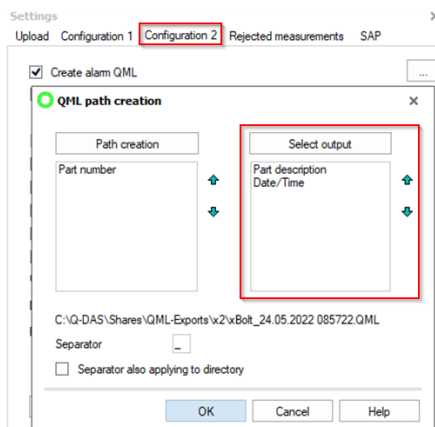 Settings
Upload Configuration 1 Configuration 2 Rejected measurements SAP
Create alarm QML ...
QML path creation
Path creation Select output
Part number Part description
Date/Time
C:\Q-DAS\Shares\QML-Exports\x2\xBolt_24.05.2022 085722.QML
Separator _
Separator also applying to directory
OK Cancel Help